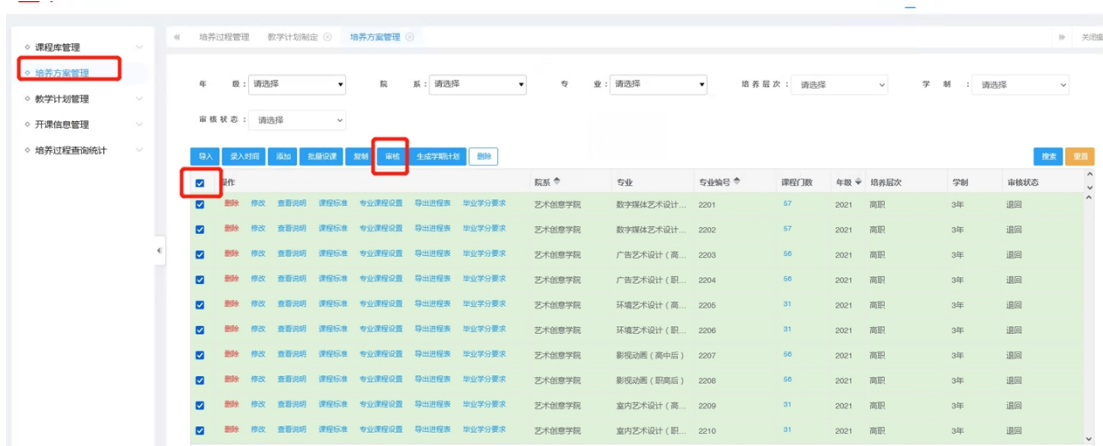 培养过程管理 教学计划制定 培养方案管理 关闭操
课程库管理
培养方案管理
教学计划管理
开课信息管理
培养过程查询统计
年 级: 请选择 院 系: 请选择 专 业: 请选择 培养层次: 请选择 学 制 : 请选择
审核状态: 请选择
导入 录入时间 添加 批量设课 复制 审核 生成学期计划 删除 搜索 重置
操作 院系 专业 专业编号 课程门数 年级 培养层次 学制 审核状态
删除 修改 查看说明 课程标准 专业课程设置 导出进程表 毕业学分要求 艺术创意学院 数字媒体艺术设计... 2201 57 2021 高职 3年 退回
删除 修改 查看说明 课程标准 专业课程设置 导出进程表 毕业学分要求 艺术创意学院 数字媒体艺术设计... 2202 57 2021 高职 3年 退回
删除 修改 查看说明 课程标准 专业课程设置 导出进程表 毕业学分要求 艺术创意学院 广告艺术设计(高... 2203 56 2021 高职 3年 退回
删除 修改 查看说明 课程标准 专业课程设置 导出进程表 毕业学分要求 艺术创意学院 广告艺术设计(职... 2204 56 2021 高职 3年 退回
删除 修改 查看说明 课程标准 专业课程设置 导出进程表 毕业学分要求 艺术创意学院 环境艺术设计(高... 2205 31 2021 高职 3年 退回
删除 修改 查看说明 课程标准 专业课程设置 导出进程表 毕业学分要求 艺术创意学院 环境艺术设计(职... 2206 31 2021 高职 3年 退回
删除 修改 查看说明 课程标准 专业课程设置 导出进程表 毕业学分要求 艺术创意学院 影视动画(高中后) 2207 56 2021 高职 3年 退回
删除 修改 查看说明 课程标准 专业课程设置 导出进程表 毕业学分要求 艺术创意学院 影视动画(职高后) 2208 56 2021 高职 3年 退回
删除 修改 查看说明 课程标准 专业课程设置 导出进程表 毕业学分要求 艺术创意学院 室内艺术设计(高... 2209 31 2021 高职 3年 退回
删除 修改 查看说明 课程标准 专业课程设置 导出进程表 毕业学分要求 艺术创意学院 室内艺术设计(职... 2210 31 2021 高职 3年 退回